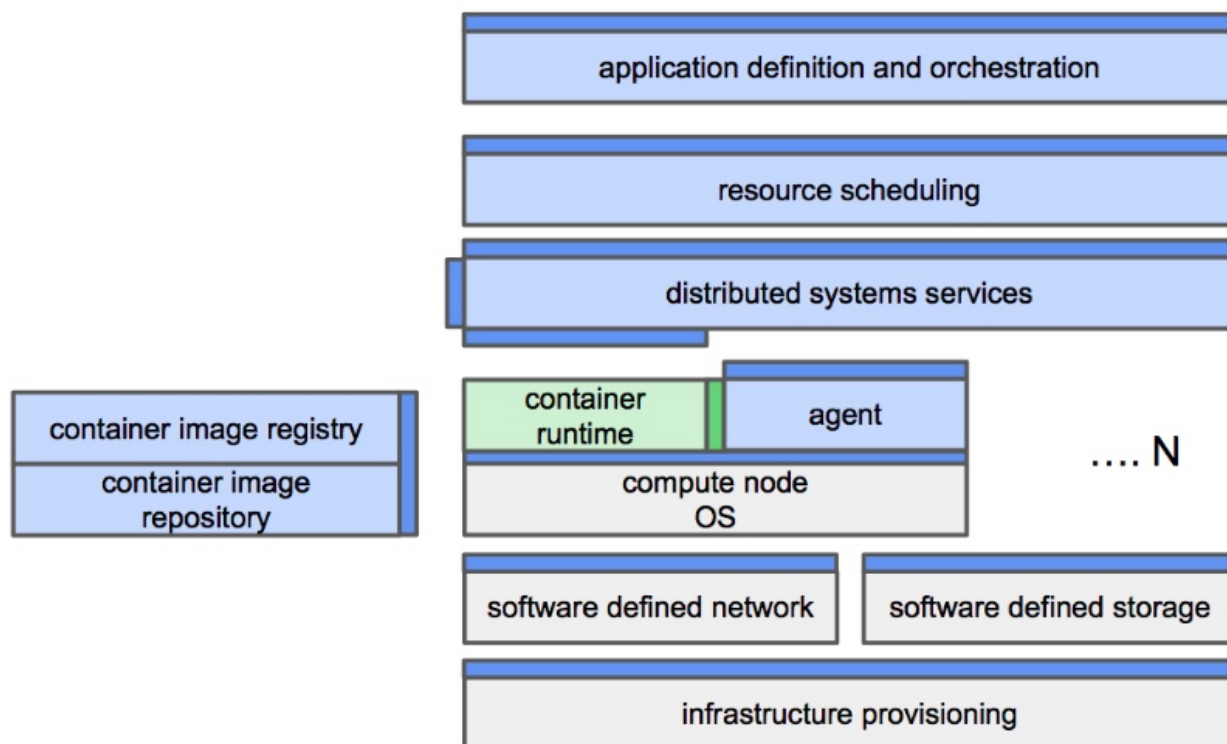 application definition and orchestration
resource scheduling
distributed systems services
container image registry
container image
repository
container
runtime
agent
.... N
compute node
OS
software defined network
software defined storage
infrastructure provisioning